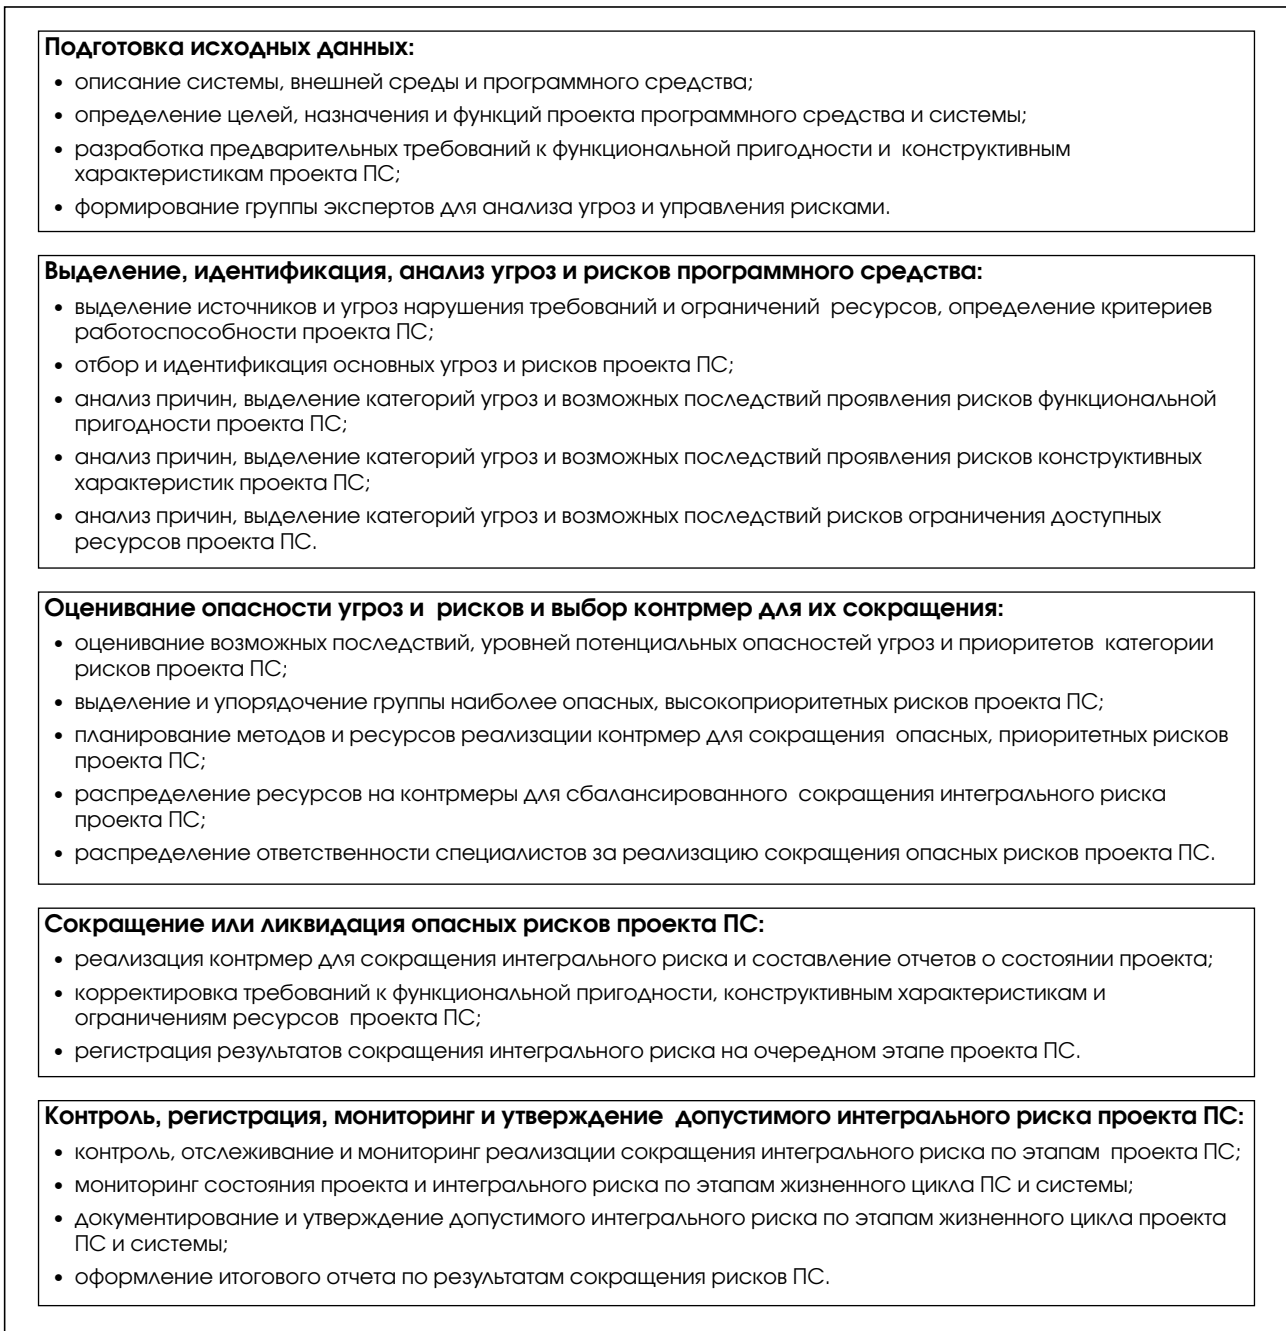 Подготовка исходных данных:
• описание системы, внешней среды и программного средства;
• определение целей, назначения и функций проекта программного средства и системы;
• разработка предварительных требований к функциональной пригодности и конструктивным
характеристикам проекта ПС;
• формирование группы экспертов для анализа угроз и управления рисками.
Выделение, идентификация, анализ угроз и рисков программного средства:
• выделение источников и угроз нарушения требований и ограничений ресурсов, определение критериев
работоспособности проекта ПС;
• отбор и идентификация основных угроз и рисков проекта ПС;
• анализ причин, выделение категорий угроз и возможных последствий проявления рисков функциональной
пригодности проекта ПС;
• анализ причин, выделение категорий угроз и возможных последствий проявления рисков конструктивных
характеристик проекта ПС;
• анализ причин, выделение категорий угроз и возможных последствий рисков ограничения доступных
ресурсов проекта ПС.
Оценивание опасности угроз и рисков и выбор контрмер для их сокращения:
• оценивание возможных последствий, уровней потенциальных опасностей угроз и приоритетов категории
рисков проекта ПС;
• выделение и упорядочение группы наиболее опасных, высокоприоритетных рисков проекта ПС;
• планирование методов и ресурсов реализации контрмер для сокращения опасных, приоритетных рисков
проекта ПС;
• распределение ресурсов на контрмеры для сбалансированного сокращения интегрального риска
проекта ПС;
• распределение ответственности специалистов за реализацию сокращения опасных рисков проекта ПС.
Сокращение или ликвидация опасных рисков проекта ПС:
• реализация контрмер для сокращения интегрального риска и составление отчетов о состоянии проекта;
• корректировка требований к функциональной пригодности, конструктивным характеристикам и
ограничениям ресурсов проекта ПС;
• регистрация результатов сокращения интегрального риска на очередном этапе проекта ПС.
Контроль, регистрация, мониторинг и утверждение допустимого интегрального риска проекта ПС:
• контроль, отслеживание и мониторинг реализации сокращения интегрального риска по этапам проекта ПС;
• мониторинг состояния проекта и интегрального риска по этапам жизненного цикла ПС и системы;
• документирование и утверждение допустимого интегрального риска по этапам жизненного цикла проекта
ПС и системы;
• оформление итогового отчета по результатам сокращения рисков ПС.